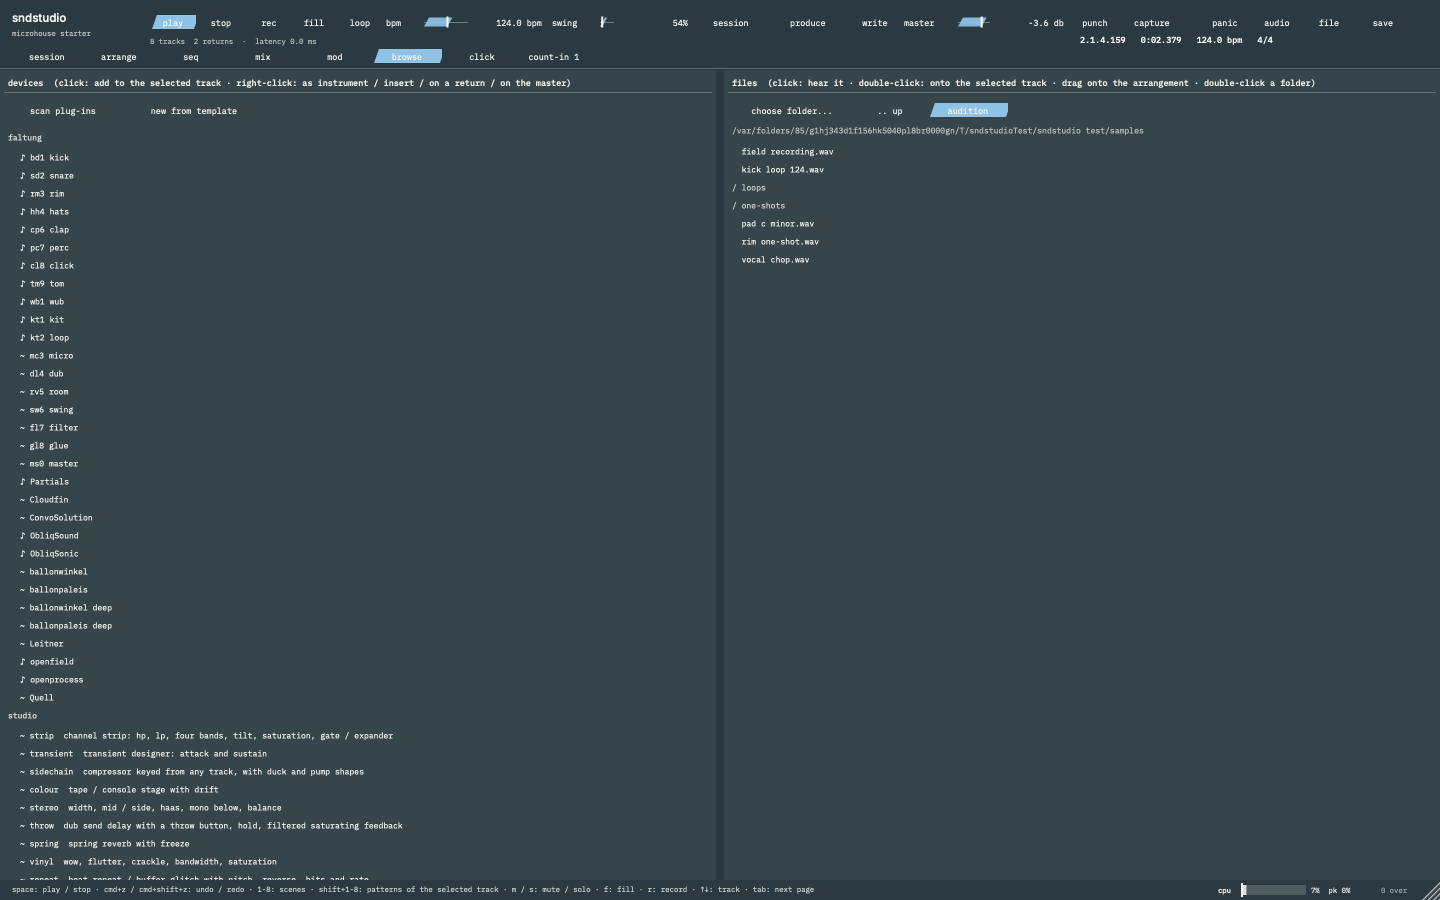 sndstudio
microhouse starter
play stop rec fill loop bpm 124.0 bpm swing 54% session produce write master -3.6 db punch capture panic audio file save
8 tracks 2 returns · latency 0.0 ms
2.1.4.159 0:02.379 124.0 bpm 4/4
session arrange seq mix mod browse click count-in 1
devices (click: add to the selected track · right-click: as instrument / insert / on a return / on the master)
scan plug-ins new from template
faltung
♪ bd1 kick
♪ sd2 snare
♪ rm3 rim
♪ hh4 hats
♪ cp6 clap
♪ pc7 perc
♪ cl8 click
♪ tm9 tom
♪ wb1 wub
♪ kt1 kit
♪ kt2 loop
~ mc3 micro
~ dl4 dub
~ rv5 room
~ sw6 swing
~ fl7 filter
~ gl8 glue
~ ms0 master
♪ Partials
~ Cloudfin
~ ConvoSolution
♪ ObliqSound
♪ ObliqSonic
~ ballonwinkel
~ ballonpaleis
~ ballonwinkel deep
~ ballonpaleis deep
~ Leitner
♪ openfield
♪ openprocess
~ Quell
studio
~ strip channel strip: hp, lp, four bands, tilt, saturation, gate / expander
~ transient transient designer: attack and sustain
~ sidechain compressor keyed from any track, with duck and pump shapes
~ colour tape / console stage with drift
~ stereo width, mid / side, haas, mono below, balance
~ throw dub send delay with a throw button, hold, filtered saturating feedback
~ spring spring reverb with freeze
~ vinyl wow, flutter, crackle, bandwidth, saturation
~ repeat beat repeat / buffer glitch with pitch, reverse, bits and rate
files (click: hear it · double-click: onto the selected track · drag onto the arrangement · double-click a folder)
choose folder... .. up audition
/var/folders/85/g1hj343d1f156hk5040pl8br0000gn/T/sndstudioTest/sndstudio test/samples
field recording.wav
kick loop 124.wav
/ loops
/ one-shots
pad c minor.wav
rim one-shot.wav
vocal chop.wav
space: play / stop · cmd+z / cmd+shift+z: undo / redo · 1-8: scenes · shift+1-8: patterns of the selected track · m / s: mute / solo · f: fill · r: record · ↑↓: track · tab: next page
cpu 7% pk 0% 0 over